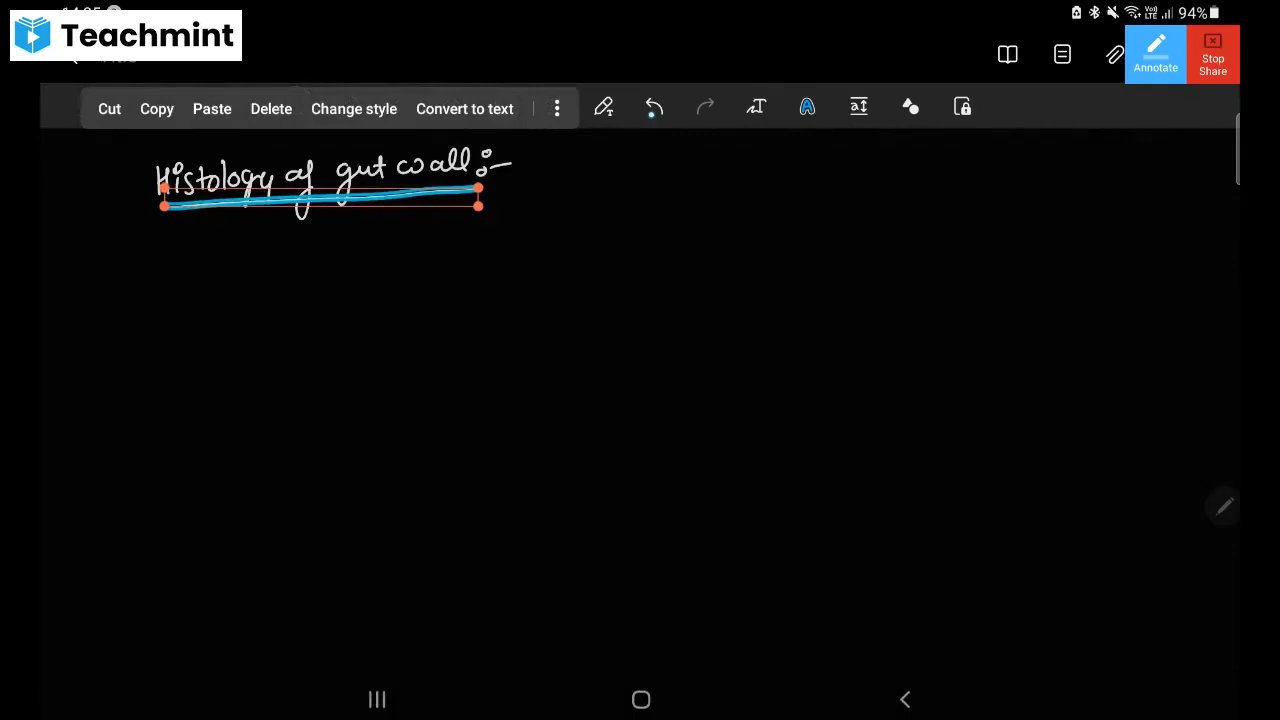 Teachmint
94%
Annotate
Stop Share
Cut Copy Paste Delete Change style Convert to text
Histology of gut wall :-